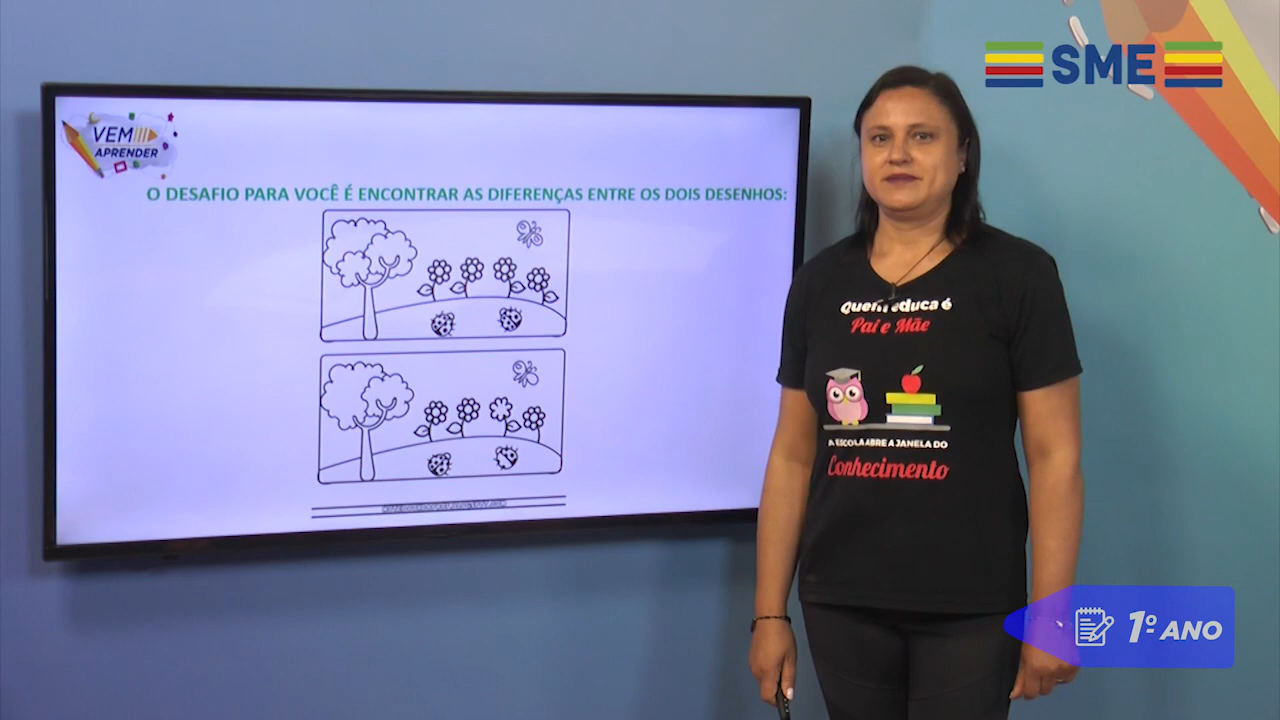 SME
VEM
APRENDER
O DESAFIO PARA VOCÊ É ENCONTRAR AS DIFERENÇAS ENTRE OS DOIS DESENHOS:
Quem educa é
Pai e Mãe
A ESCOLA ABRE A JANELA DO
Conhecimento
1º ANO